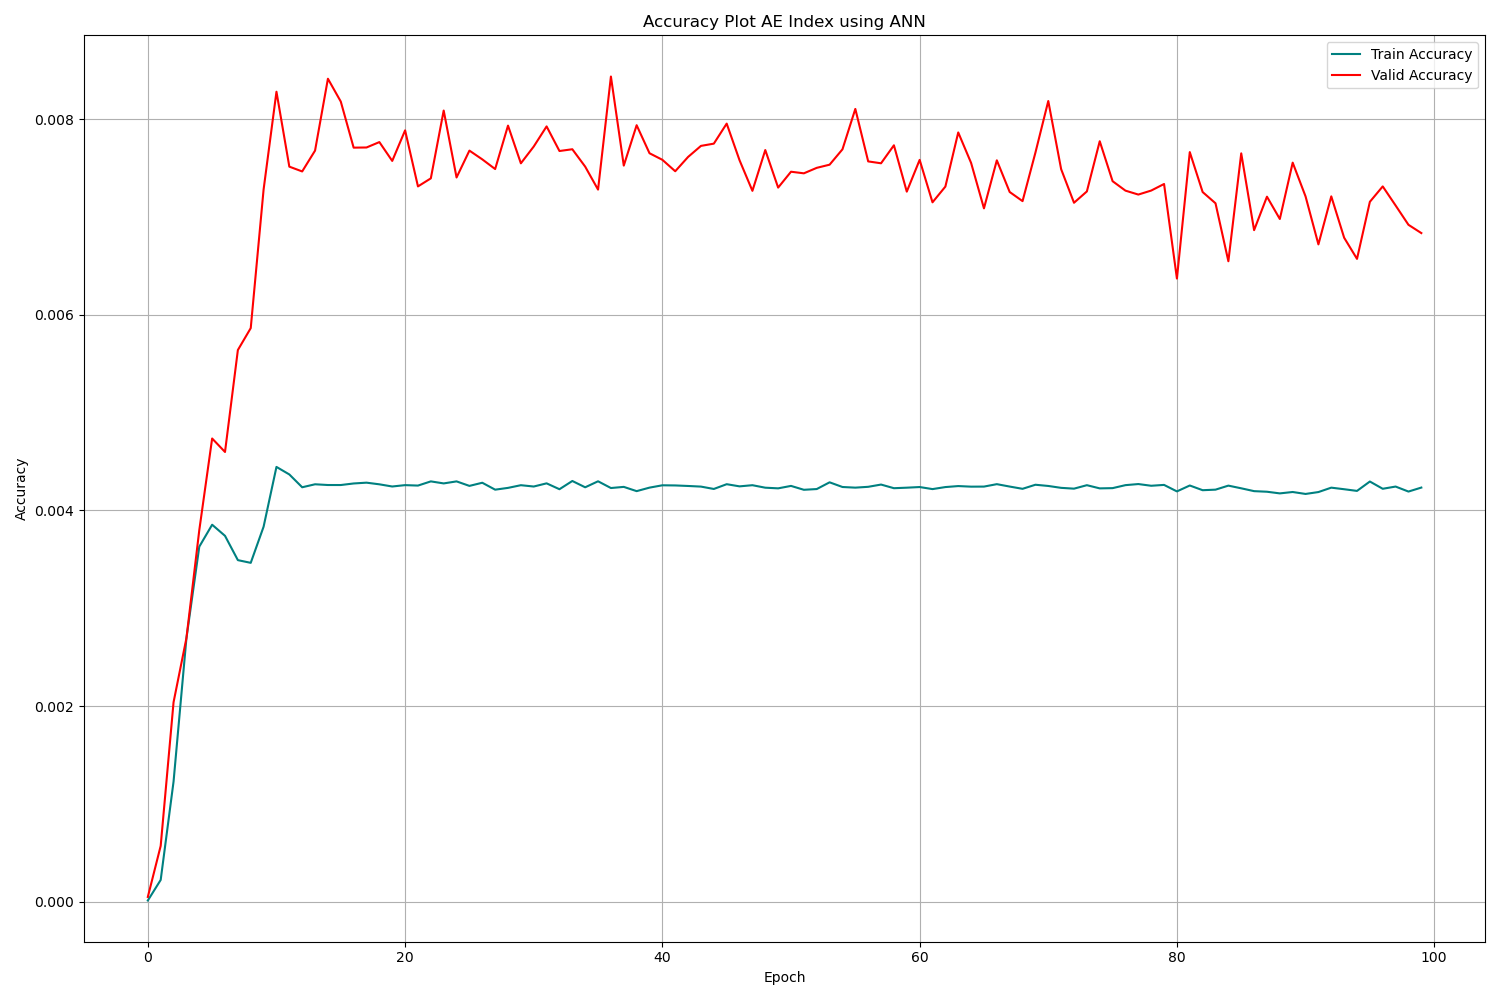 Accuracy Plot AE Index using ANN
Train Accuracy
Valid Accuracy
0.008
0.006
0.004
0.002
0.000
Accuracy
0 20 40 60 80 100
Epoch